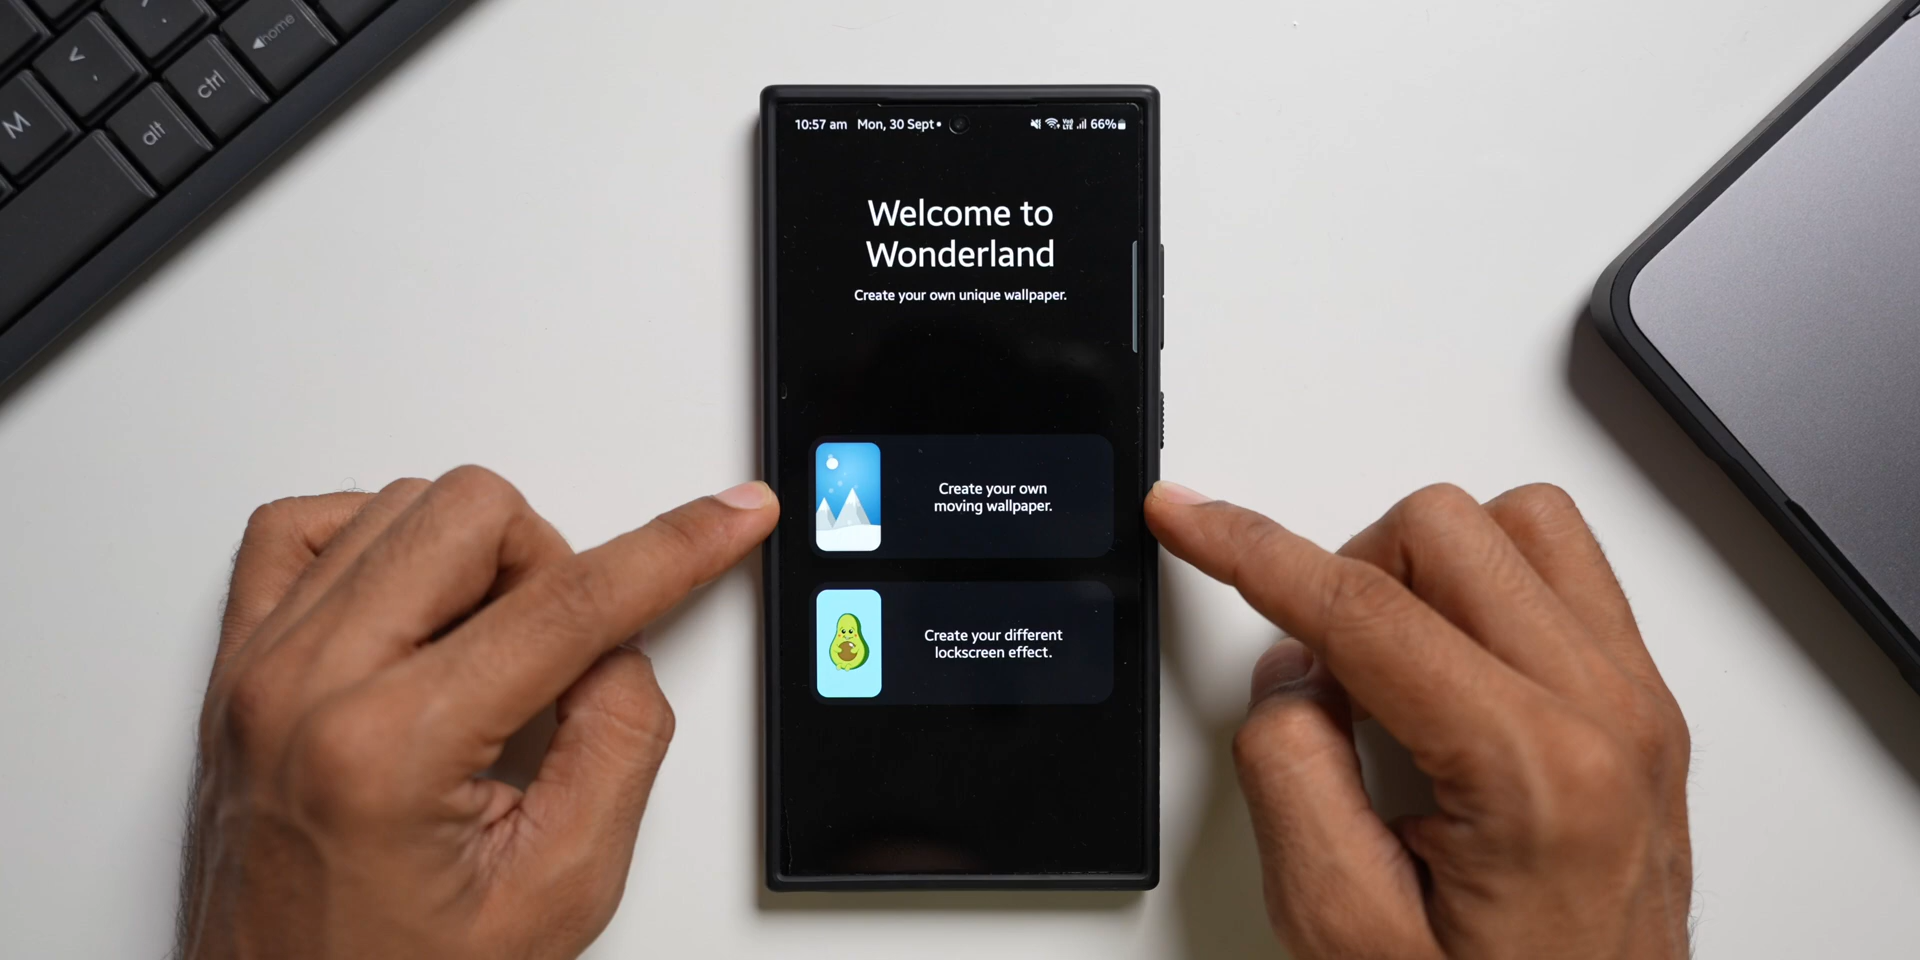 home
<
,
ctrl
M
alt
10:57 am Mon, 30 Sept 66%
Welcome to
Wonderland
Create your own unique wallpaper.
Create your own
moving wallpaper.
Create your different
lockscreen effect.